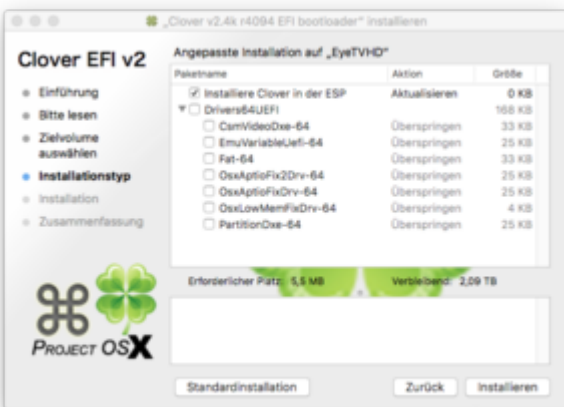 „Clover v2.4k r4094 EFI bootloader“ installieren
Clover EFI v2
Angepasste Installation auf „EyeTVHD“
Paketname Aktion Größe
Einführung
Bitte lesen
Zielvolume
auswählen
Installationstyp
Installation
Zusammenfassung
Installiere Clover in der ESP Aktualisieren 0 KB
Drivers64UEFI 168 KB
CsmVideoDxe-64 Überspringen 33 KB
EmuVariableUefi-64 Überspringen 25 KB
Fat-64 Überspringen 33 KB
OsxAptioFix2Drv-64 Überspringen 25 KB
OsxAptioFixDrv-64 Überspringen 25 KB
OsxLowMemFixDrv-64 Überspringen 4 KB
PartitionDxe-64 Überspringen 25 KB
Erforderlicher Platz: 5,5 MB Verbleibend: 2,09 TB
PROJECT OSX
Standardinstallation Zurück Installieren